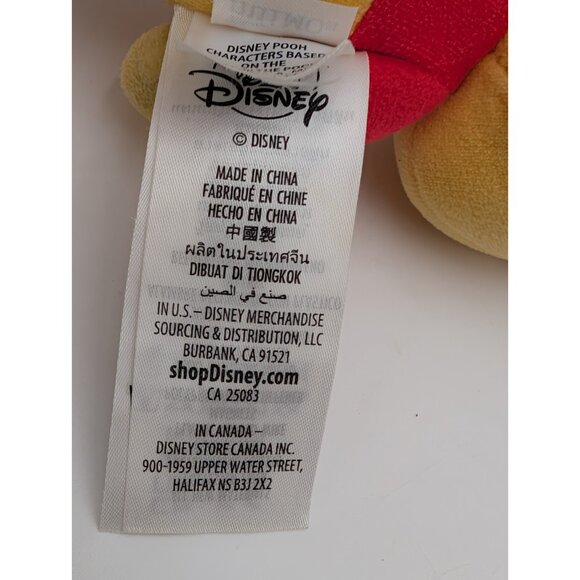 DISNEY POOH
CHARACTERS BASED
ON THE
Disney
© DISNEY
MADE IN CHINA
FABRIQUÉ EN CHINE
HECHO EN CHINA
中國製
ผลิตในประเทศจีน
DIBUAT DI TIONGKOK
صنع في الصين
IN U.S.– DISNEY MERCHANDISE
SOURCING & DISTRIBUTION, LLC
BURBANK, CA 91521
shopDisney.com
CA 25083
IN CANADA –
DISNEY STORE CANADA INC.
900-1959 UPPER WATER STREET,
HALIFAX NS B3J 2X2